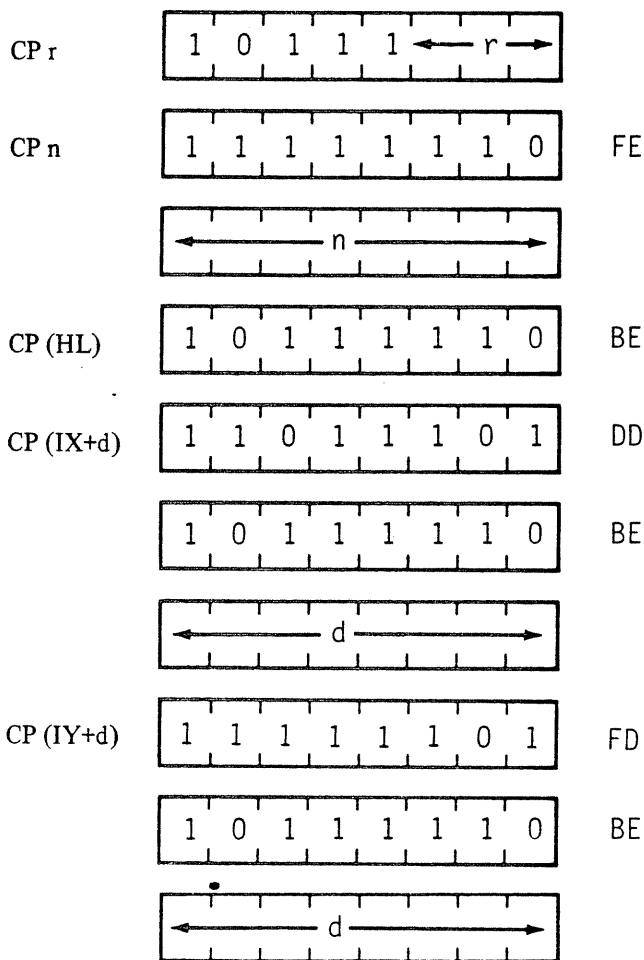 CP r 1 0 1 1 1 r
CP n 1 1 1 1 1 1 1 0 FE
n
CP (HL) 1 0 1 1 1 1 1 0 BE
CP (IX+d) 1 1 0 1 1 1 0 1 DD
1 0 1 1 1 1 1 0 BE
d
CP (IY+d) 1 1 1 1 1 1 0 1 FD
1 0 1 1 1 1 1 0 BE
d